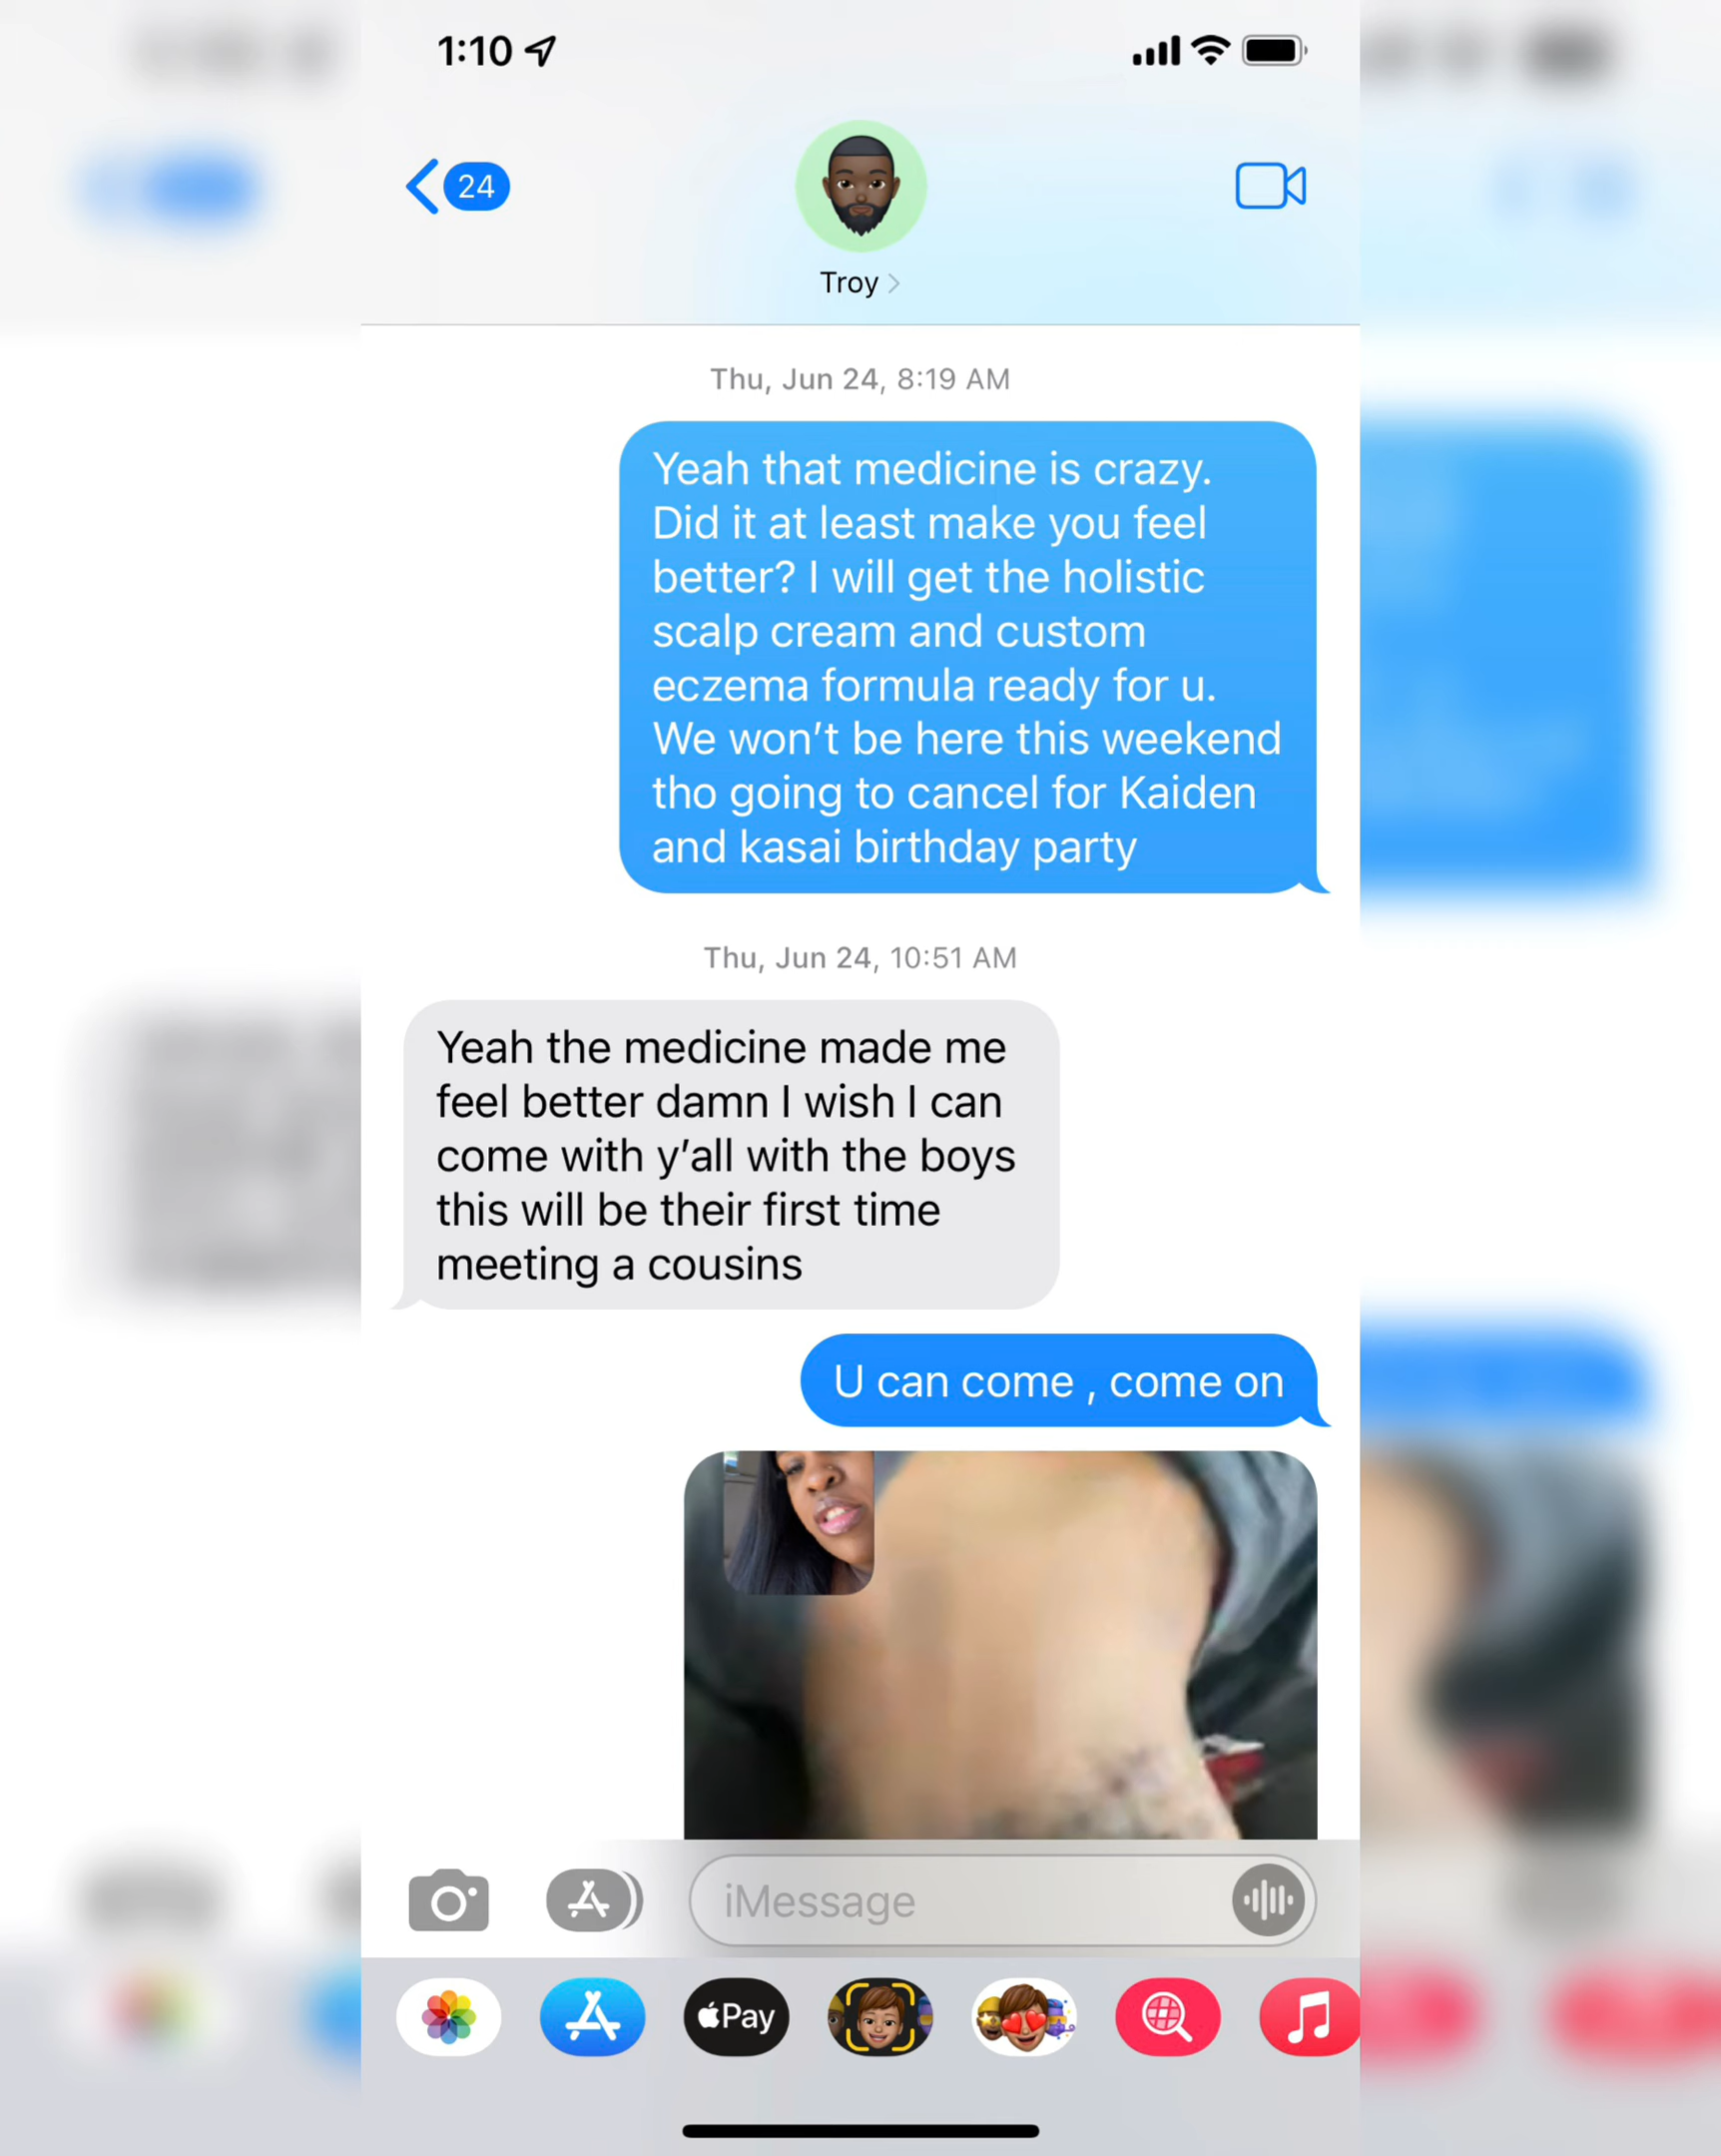 1:10
24
Troy
Thu, Jun 24, 8:19 AM
Yeah that medicine is crazy.
Did it at least make you feel
better? I will get the holistic
scalp cream and custom
eczema formula ready for u.
We won’t be here this weekend
tho going to cancel for Kaiden
and kasai birthday party
Thu, Jun 24, 10:51 AM
Yeah the medicine made me
feel better damn I wish I can
come with y’all with the boys
this will be their first time
meeting a cousins
U can come , come on
iMessage
Pay